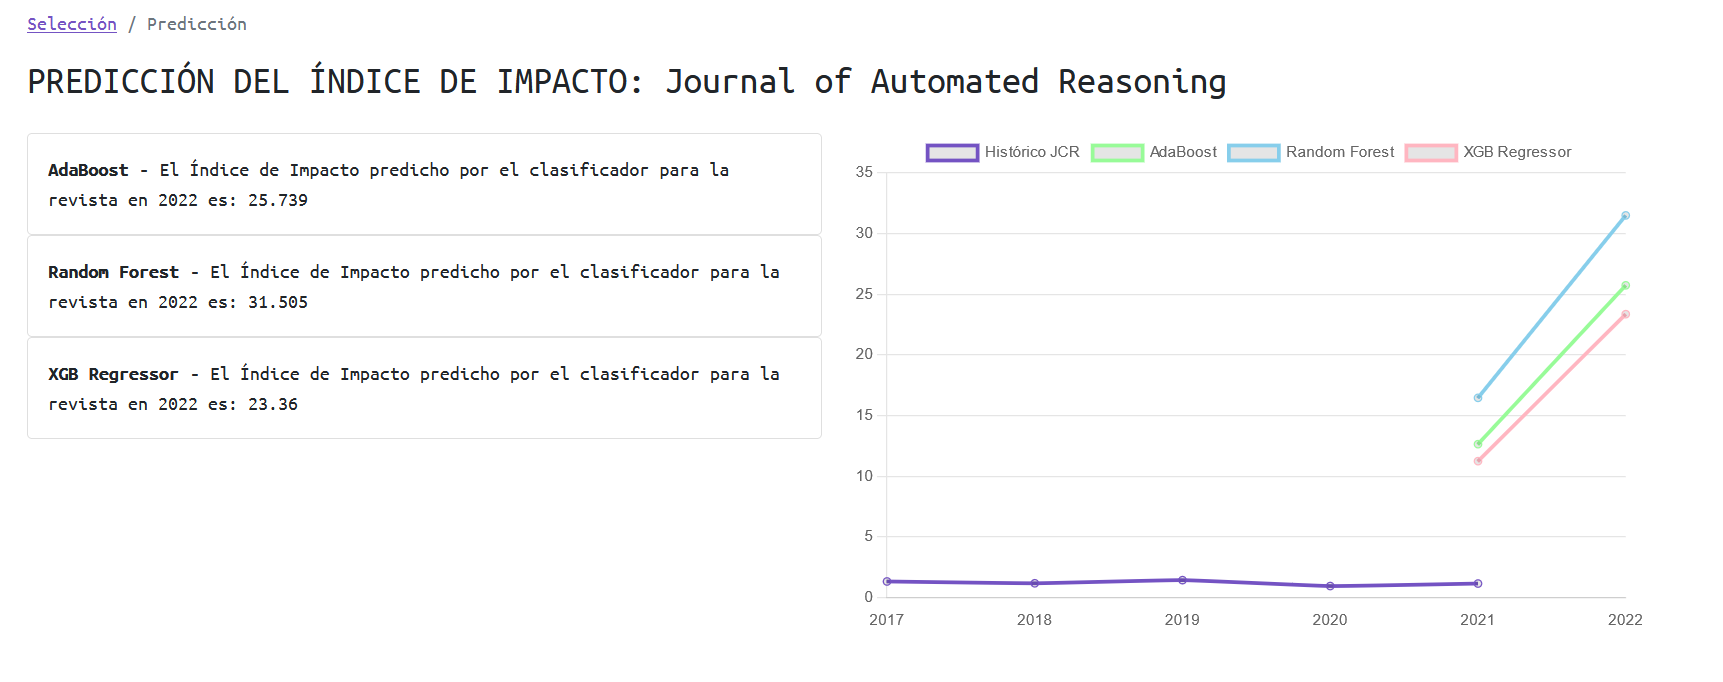 Selección / Predicción
PREDICCIÓN DEL ÍNDICE DE IMPACTO: Journal of Automated Reasoning
AdaBoost - El Índice de Impacto predicho por el clasificador para la
revista en 2022 es: 25.739
Random Forest - El Índice de Impacto predicho por el clasificador para la
revista en 2022 es: 31.505
XGB Regressor - El Índice de Impacto predicho por el clasificador para la
revista en 2022 es: 23.36
Histórico JCR AdaBoost Random Forest XGB Regressor
35
30
25
20
15
10
5
0
2017 2018 2019 2020 2021 2022